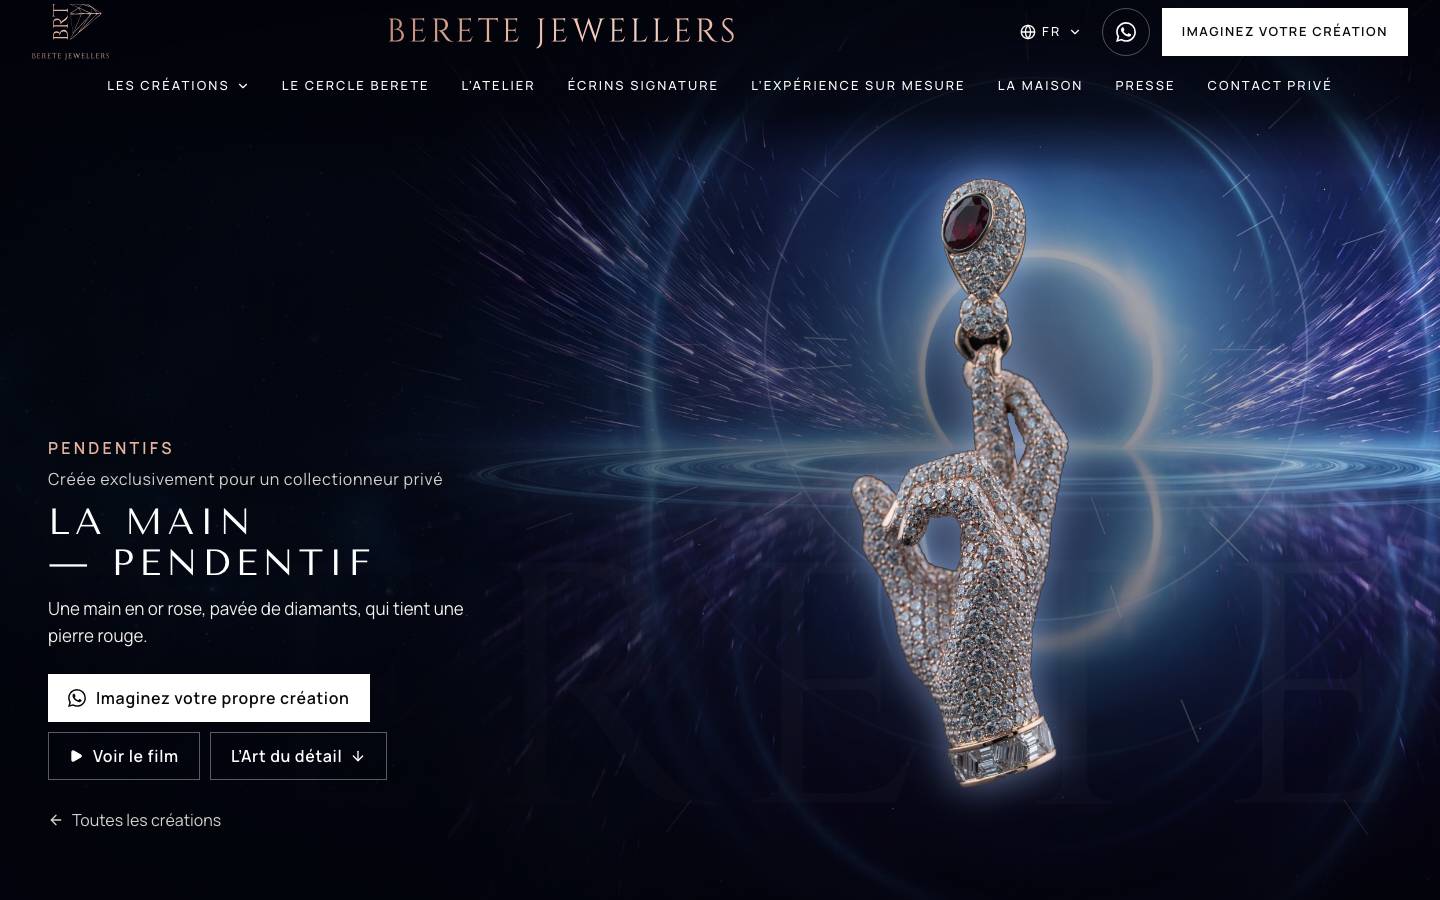 BRT
BERETE JEWELLERS
BERETE JEWELLERS
FR
IMAGINEZ VOTRE CRÉATION
LES CRÉATIONS
LE CERCLE BERETE
L'ATELIER
ÉCRINS SIGNATURE
L'EXPÉRIENCE SUR MESURE
LA MAISON
PRESSE
CONTACT PRIVÉ
PENDENTIFS
Créée exclusivement pour un collectionneur privé
LA MAIN
— PENDENTIF
Une main en or rose, pavée de diamants, qui tient une
pierre rouge.
Imaginez votre propre création
Voir le film
L'Art du détail ↓
← Toutes les créations